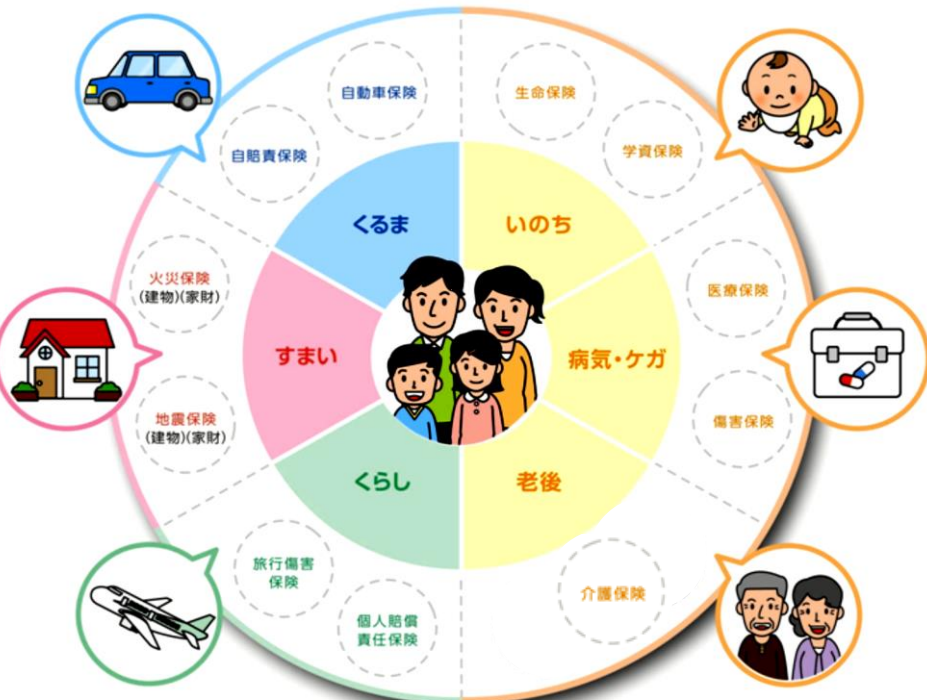 自動車保険
生命保険
自賠責保険
学資保険
くるま
いのち
火災保険
(建物)(家財)
医療保険
すまい
病気・ケガ
地震保険
(建物)(家財)
傷害保険
くらし
老後
旅行傷害
保険
介護保険
個人賠償
責任保険